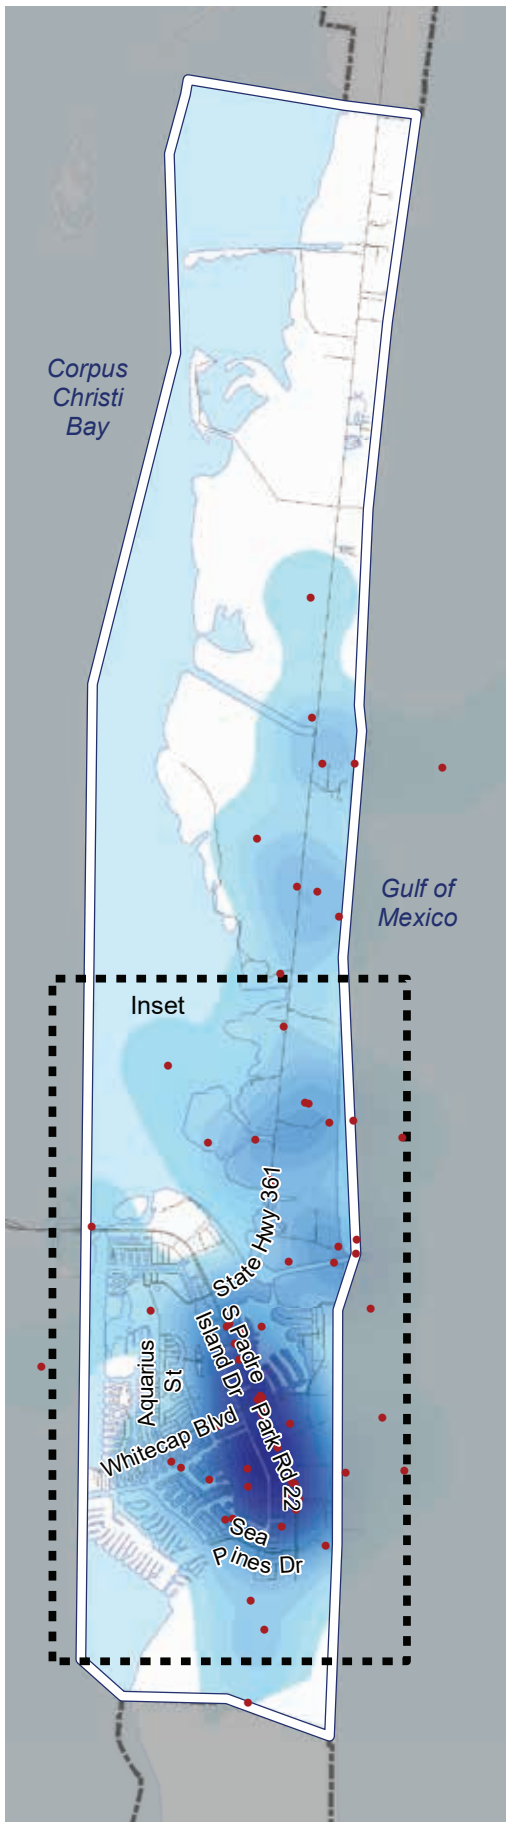 Corpus
Christi
Bay
Gulf of
Mexico
Inset
State Hwy 361
S Padre
Island Dr
Aquarius
St
Park Rd 22
Whitecap Blvd
Sea
Pines Dr